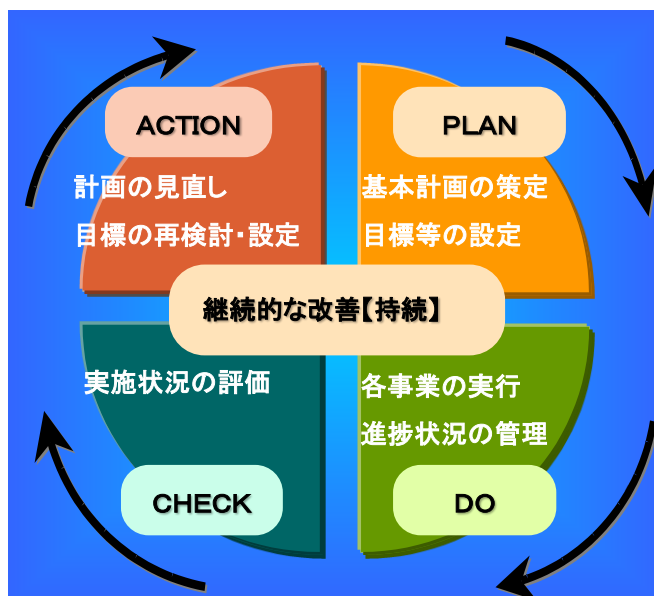 ACTION
計画の見直し
目標の再検討・設定
PLAN
基本計画の策定
目標等の設定
継続的な改善【持続】
実施状況の評価
CHECK
各事業の実行
進捗状況の管理
DO